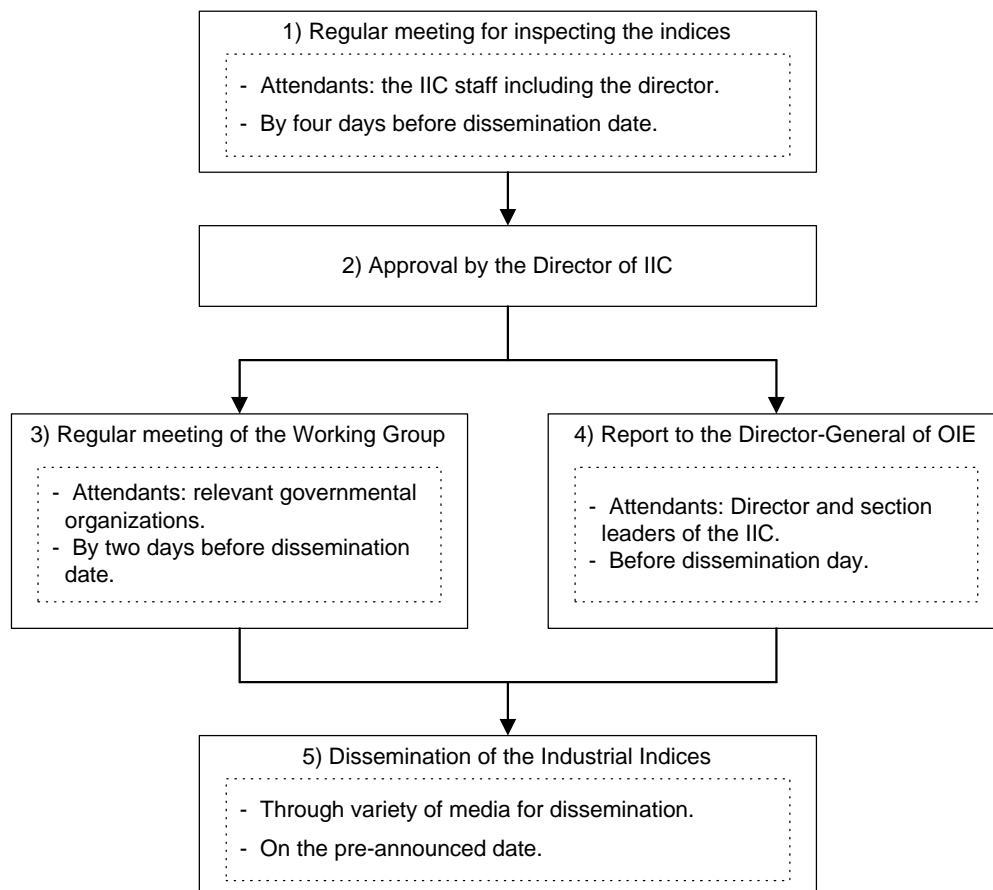 1) Regular meeting for inspecting the indices
- Attendants: the IIC staff including the director.
- By four days before dissemination date.
2) Approval by the Director of IIC
3) Regular meeting of the Working Group
- Attendants: relevant governmental
organizations.
- By two days before dissemination
date.
4) Report to the Director-General of OIE
- Attendants: Director and section
leaders of the IIC.
- Before dissemination day.
5) Dissemination of the Industrial Indices
- Through variety of media for dissemination.
- On the pre-announced date.